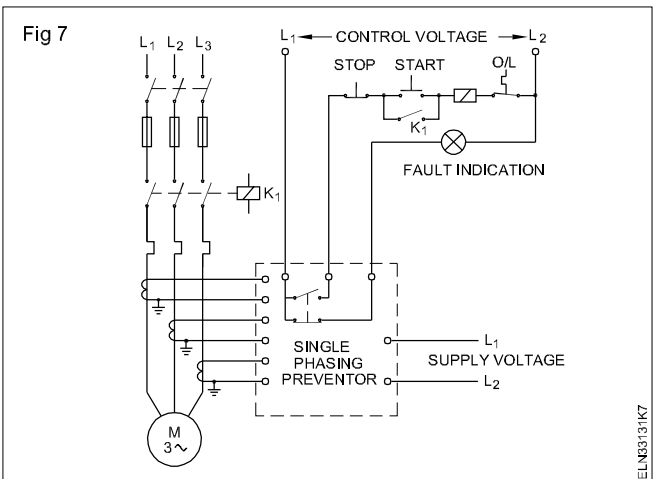 Fig 7
L1 L2 L3
L1 CONTROL VOLTAGE L2
STOP START O/L
K1
FAULT INDICATION
K1
SINGLE
PHASING
PREVENTOR
L1
SUPPLY VOLTAGE
L2
M
3~
ELN33131K7